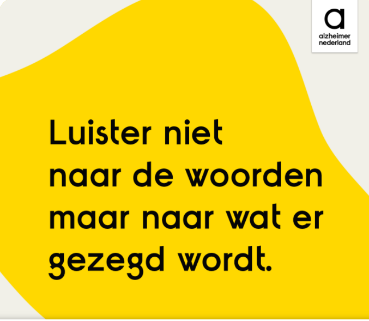 alzheimer
nederland
Luister niet
naar de woorden
maar naar wat er
gezegd wordt.